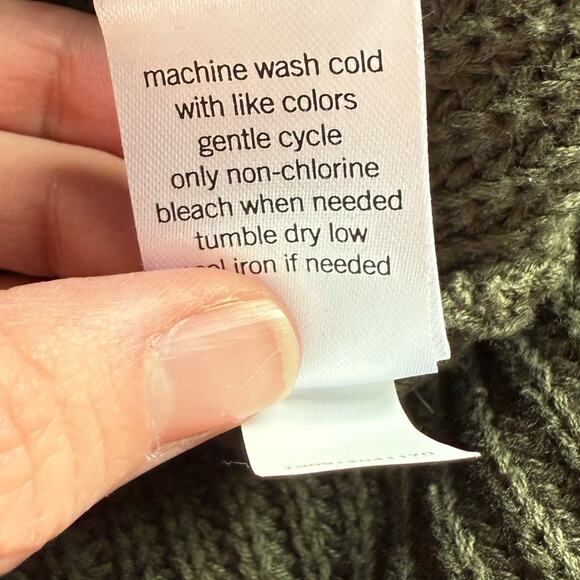 machine wash cold
with like colors
gentle cycle
only non-chlorine
bleach when needed
tumble dry low
iron if needed